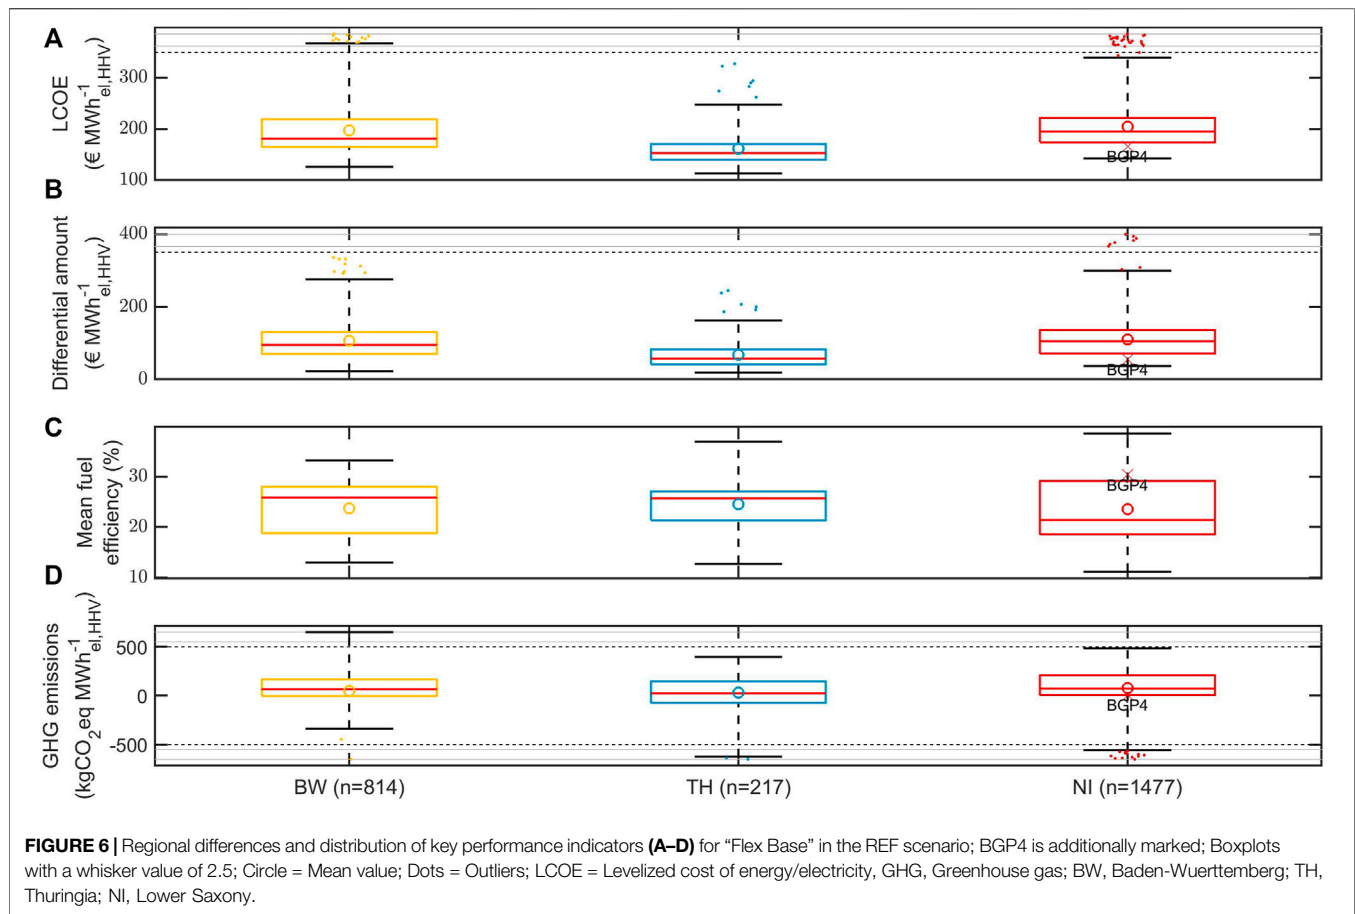 A
LCOE
(€ MWh⁻¹el,HHV)
300
200
100
BGP4
B
Differential amount
(€ MWh⁻¹el,HHV)
400
200
0
BGP4
C
Mean fuel
efficiency (%)
30
20
10
BGP4
D
GHG emissions
(kgCO₂eq MWh⁻¹el,HHV)
500
0
-500
BGP4
BW (n=814)
TH (n=217)
NI (n=1477)
FIGURE 6 | Regional differences and distribution of key performance indicators (A–D) for “Flex Base” in the REF scenario; BGP4 is additionally marked; Boxplots
with a whisker value of 2.5; Circle = Mean value; Dots = Outliers; LCOE = Levelized cost of energy/electricity, GHG, Greenhouse gas; BW, Baden-Wuerttemberg; TH,
Thuringia; NI, Lower Saxony.